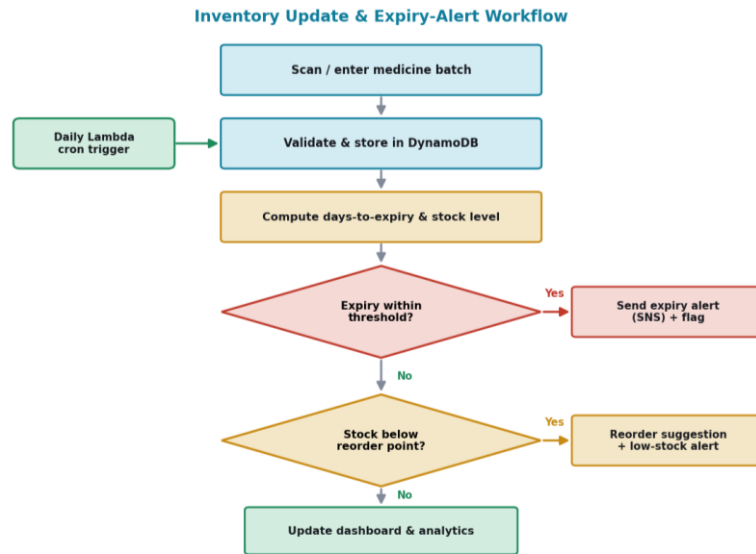 Inventory Update & Expiry-Alert Workflow
Scan / enter medicine batch
Daily Lambda
cron trigger
Validate & store in DynamoDB
Compute days-to-expiry & stock level
Expiry within
threshold?
Yes
Send expiry alert
(SNS) + flag
No
Stock below
reorder point?
Yes
Reorder suggestion
+ low-stock alert
No
Update dashboard & analytics